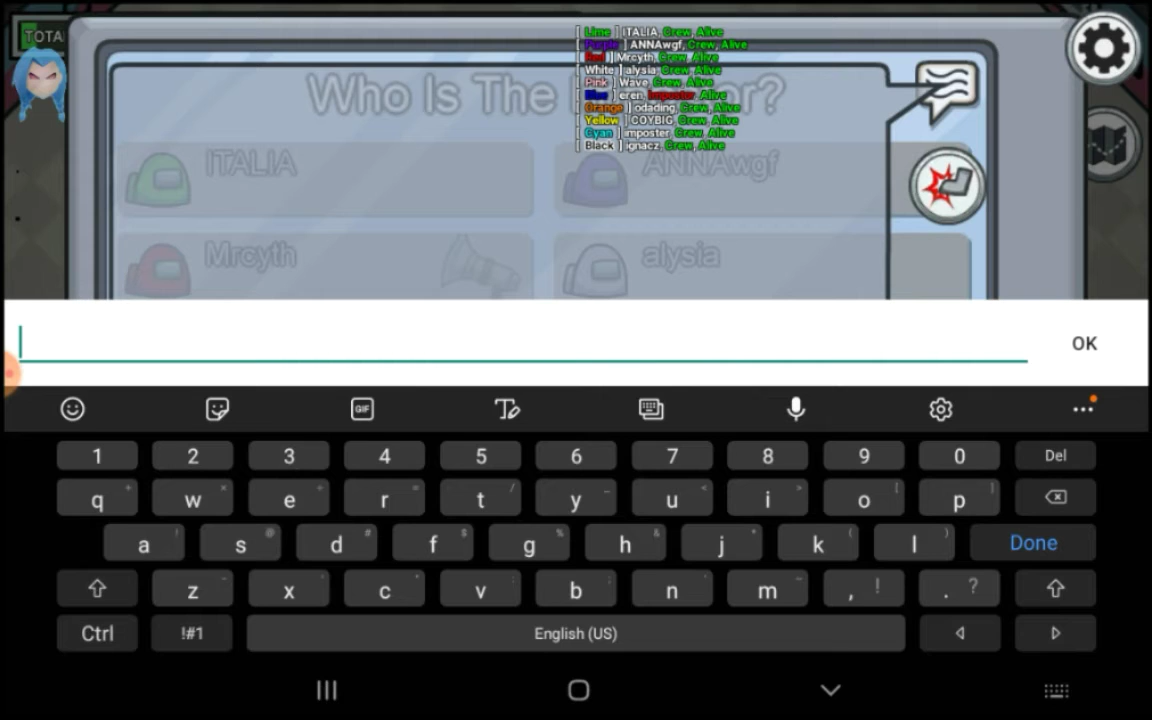 TOTA
[ Lime ] ITALIA, Crew, Alive
[ Purple ] ANNAwgf, Crew, Alive
[ Red ] Mrcyth, Crew, Alive
[ White ] alysia, Crew, Alive
[ Pink ] Wave, Crew, Alive
[ Blue ] eren, Impostor, Alive
[ Orange ] odading, Crew, Alive
[ Yellow ] COYBIG, Crew, Alive
[ Cyan ] imposter, Crew, Alive
[ Black ] ignacz, Crew, Alive
Who Is The or?
ITALIA ANNAwgf
Mrcyth alysia
OK
GIF
1 2 3 4 5 6 7 8 9 0 Del
q w e r t y u i o p
a s d f g h j k l Done
z x c v b n m , ! . ?
Ctrl !#1 English (US)